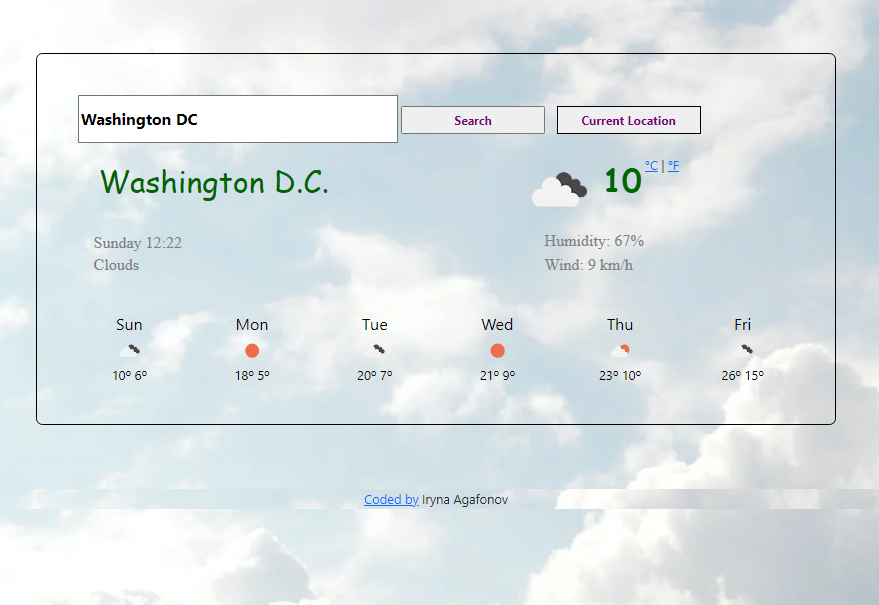 Washington DC
Search
Current Location
Washington D.C.
10 °C | °F
Sunday 12:22
Clouds
Humidity: 67%
Wind: 9 km/h
Sun Mon Tue Wed Thu Fri
10º 6º 18º 5º 20º 7º 21º 9º 23º 10º 26º 15º
Coded by Iryna Agafonov